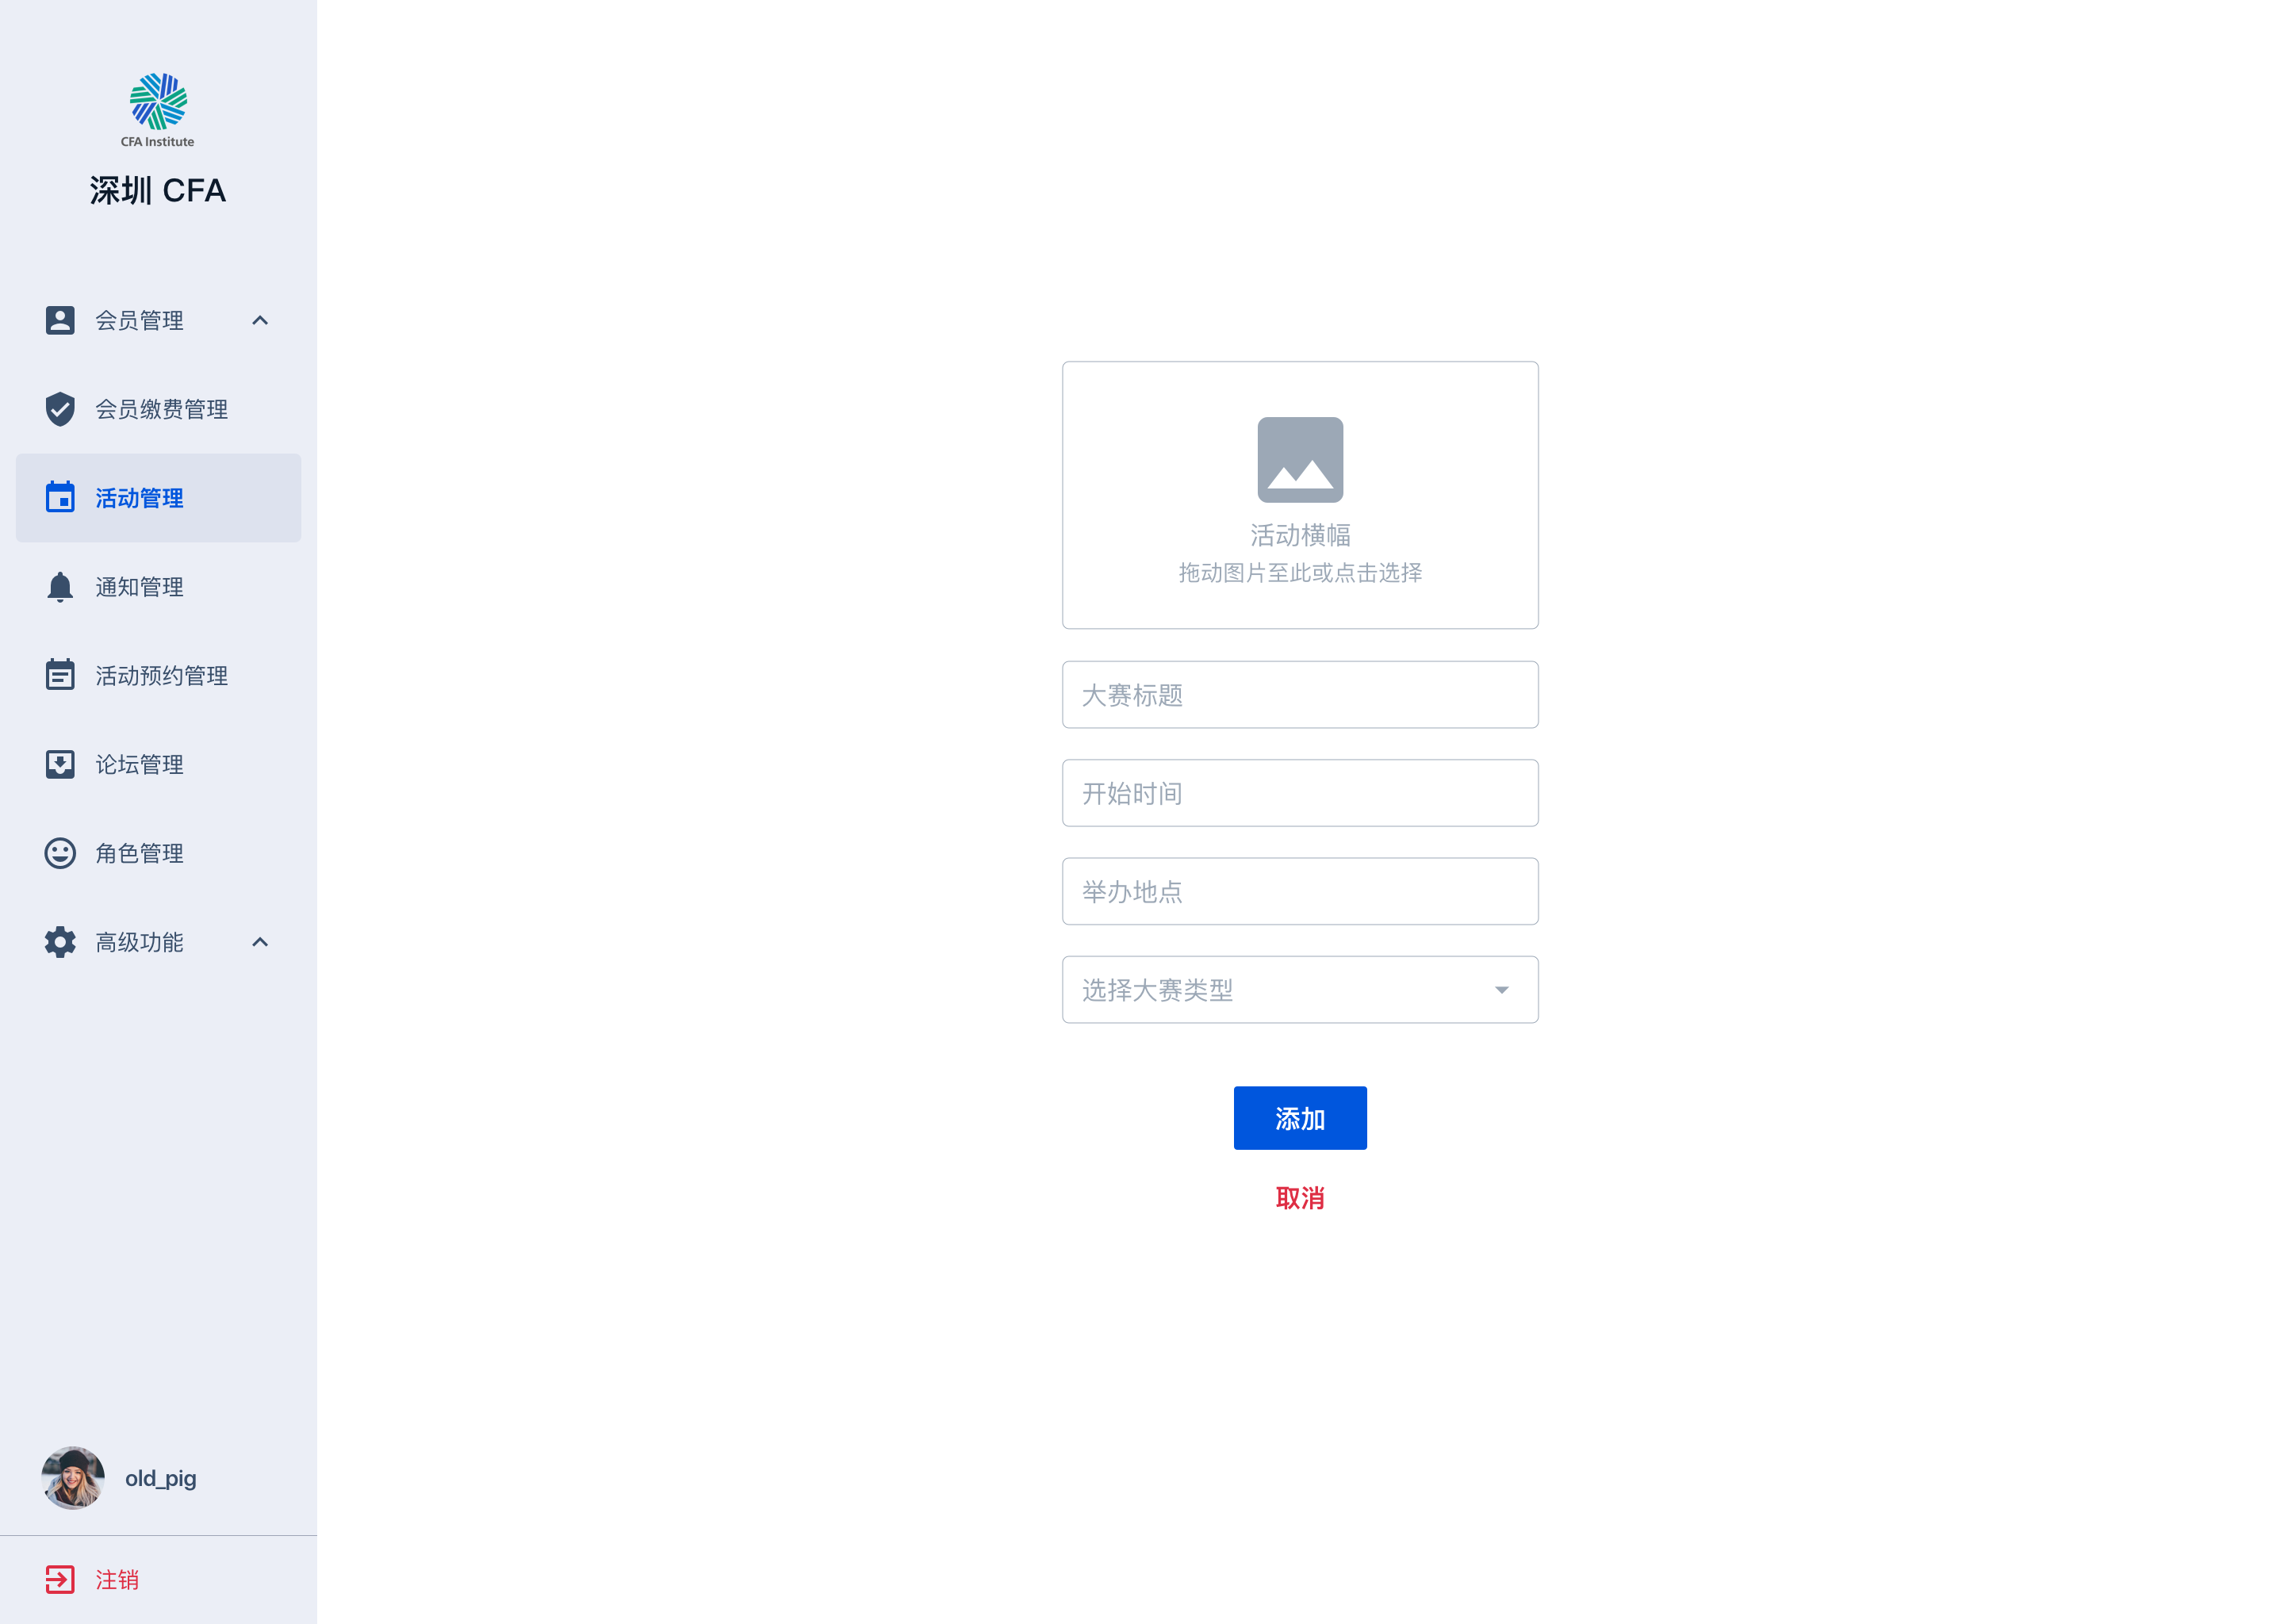 CFA Institute
深圳 CFA
会员管理
会员缴费管理
活动管理
通知管理
活动预约管理
论坛管理
角色管理
高级功能
old_pig
注销
活动横幅
拖动图片至此或点击选择
大赛标题
开始时间
举办地点
选择大赛类型
添加
取消